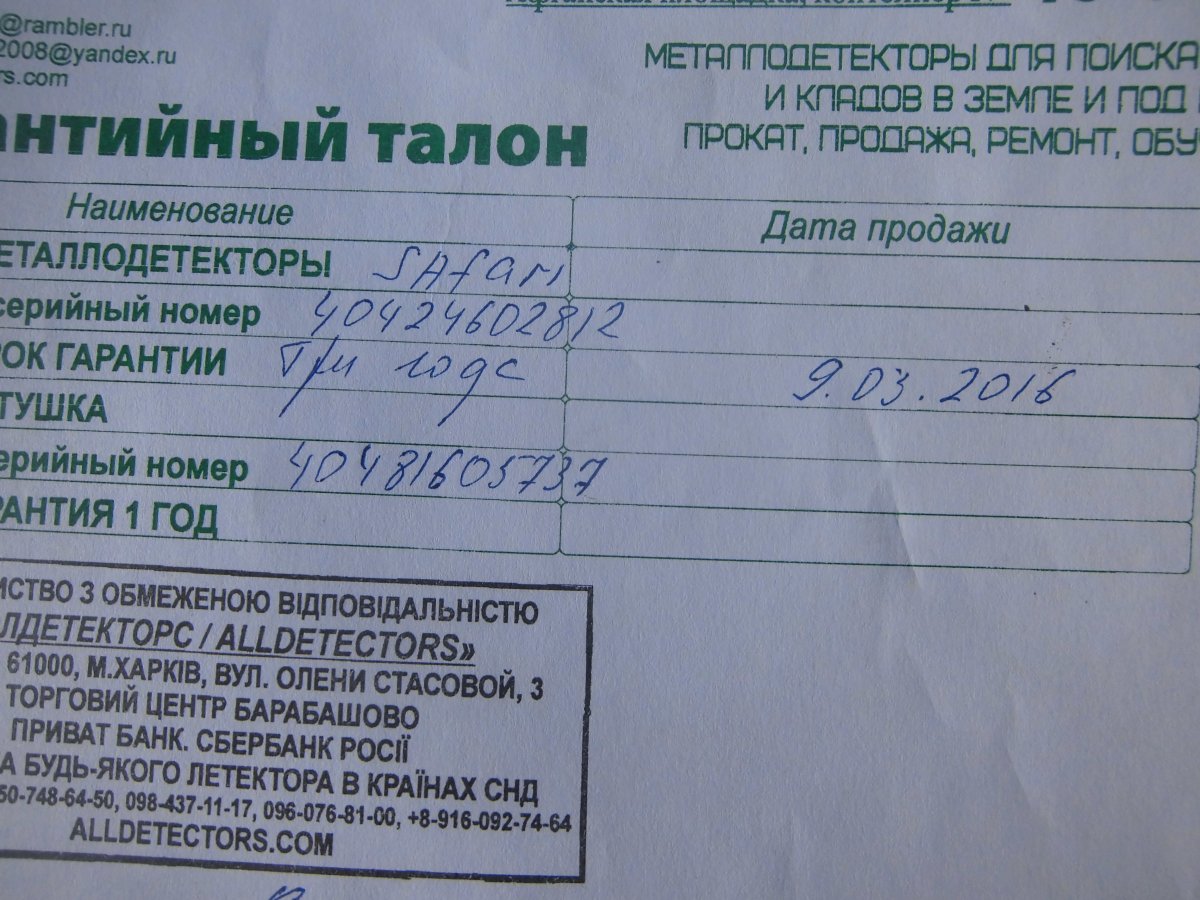 @rambler.ru
2008@yandex.ru
rs.com
МЕТАЛЛОДЕТЕКТОРЫ ДЛЯ ПОИСКА
И КЛАДОВ В ЗЕМЛЕ И ПОД
ПРОКАТ, ПРОДАЖА, РЕМОНТ, ОБУ
антийный талон
Наименование Дата продажи
ЕТАЛЛОДЕТЕКТОРЫ SAfari
серийный номер 40424602812
РОК ГАРАНТИИ Три года 9.03.2016
ТУШКА
ерийный номер 40481605737
РАНТИЯ 1 ГОД
ИСТВО З ОБМЕЖЕНОЮ ВІДПОВІДАЛЬНІСТЮ
ЛДЕТЕКТОРС / ALLDETECTORS»
61000, М.ХАРКІВ, ВУЛ. ОЛЕНИ СТАСОВОЙ, 3
ТОРГОВИЙ ЦЕНТР БАРАБАШОВО
ПРИВАТ БАНК. СБЕРБАНК РОСІЇ
А БУДЬ-ЯКОГО ЛЕТЕКТОРА В КРАЇНАХ СНД
50-748-64-50, 098-437-11-17, 096-076-81-00, +8-916-092-74-64
ALLDETECTORS.COM